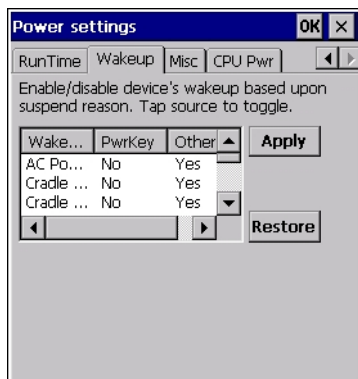 Power settings OK ×
RunTime Wakeup Misc CPU Pwr
Enable/disable device's wakeup based upon
suspend reason. Tap source to toggle.
Wake... PwrKey Other Apply
AC Po... No Yes
Cradle ... No Yes
Cradle ... No Yes
Restore